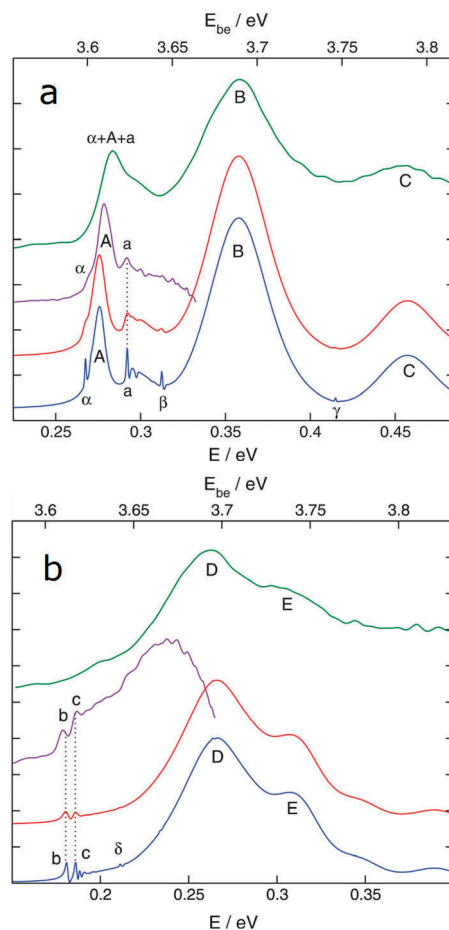 E_be / eV
3.6 3.65 3.7 3.75 3.8
a
B
α+A+a
C
α A a
B
A
C
α a β γ
0.25 0.3 0.35 0.4 0.45
E / eV
E_be / eV
3.6 3.65 3.7 3.75 3.8
b
D
E
b c
D
E
b c δ
0.2 0.25 0.3 0.35
E / eV